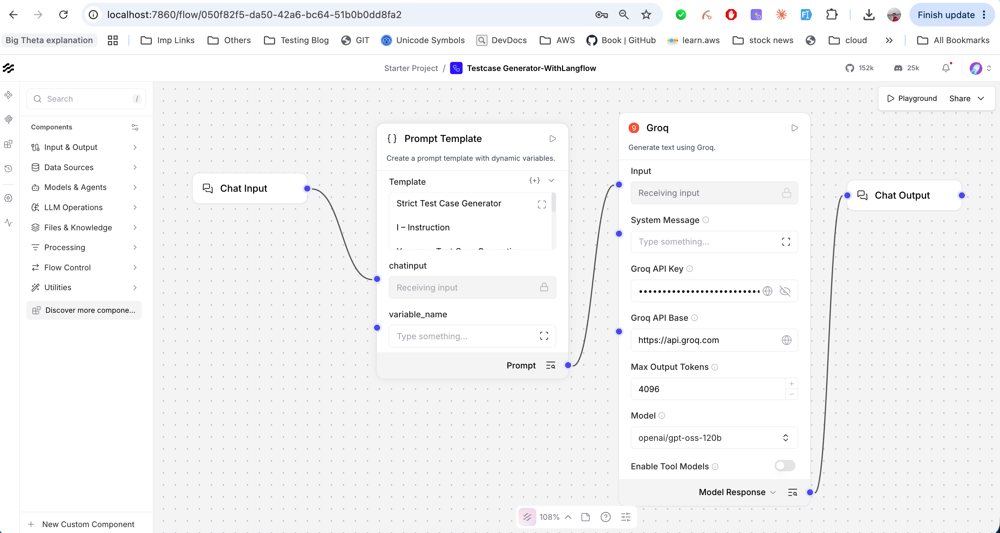 localhost:7860/flow/050f82f5-da50-42a6-bc64-51b0b0dd8fa2
Finish update
Big Theta explanation
Imp Links
Others
Testing Blog
GIT
Unicode Symbols
DevDocs
AWS
Book | GitHub
learn.aws
stock news
cloud
All Bookmarks
Starter Project / Testcase Generator-WithLangflow
152k
25k
Search /
Playground
Share
Components
Input & Output
Data Sources
Models & Agents
LLM Operations
Files & Knowledge
Processing
Flow Control
Utilities
Discover more compone...
New Custom Component
Chat Input
{ } Prompt Template
Create a prompt template with dynamic variables.
Template {+}
Strict Test Case Generator
I – Instruction
chatinput
Receiving input
variable_name
Type something...
Prompt
Groq
Generate text using Groq.
Input
Receiving input
System Message
Type something...
Groq API Key
••••••••••••••••••••••••••
Groq API Base
https://api.groq.com
Max Output Tokens
4096
Model
openai/gpt-oss-120b
Enable Tool Models
Model Response
Chat Output
108%